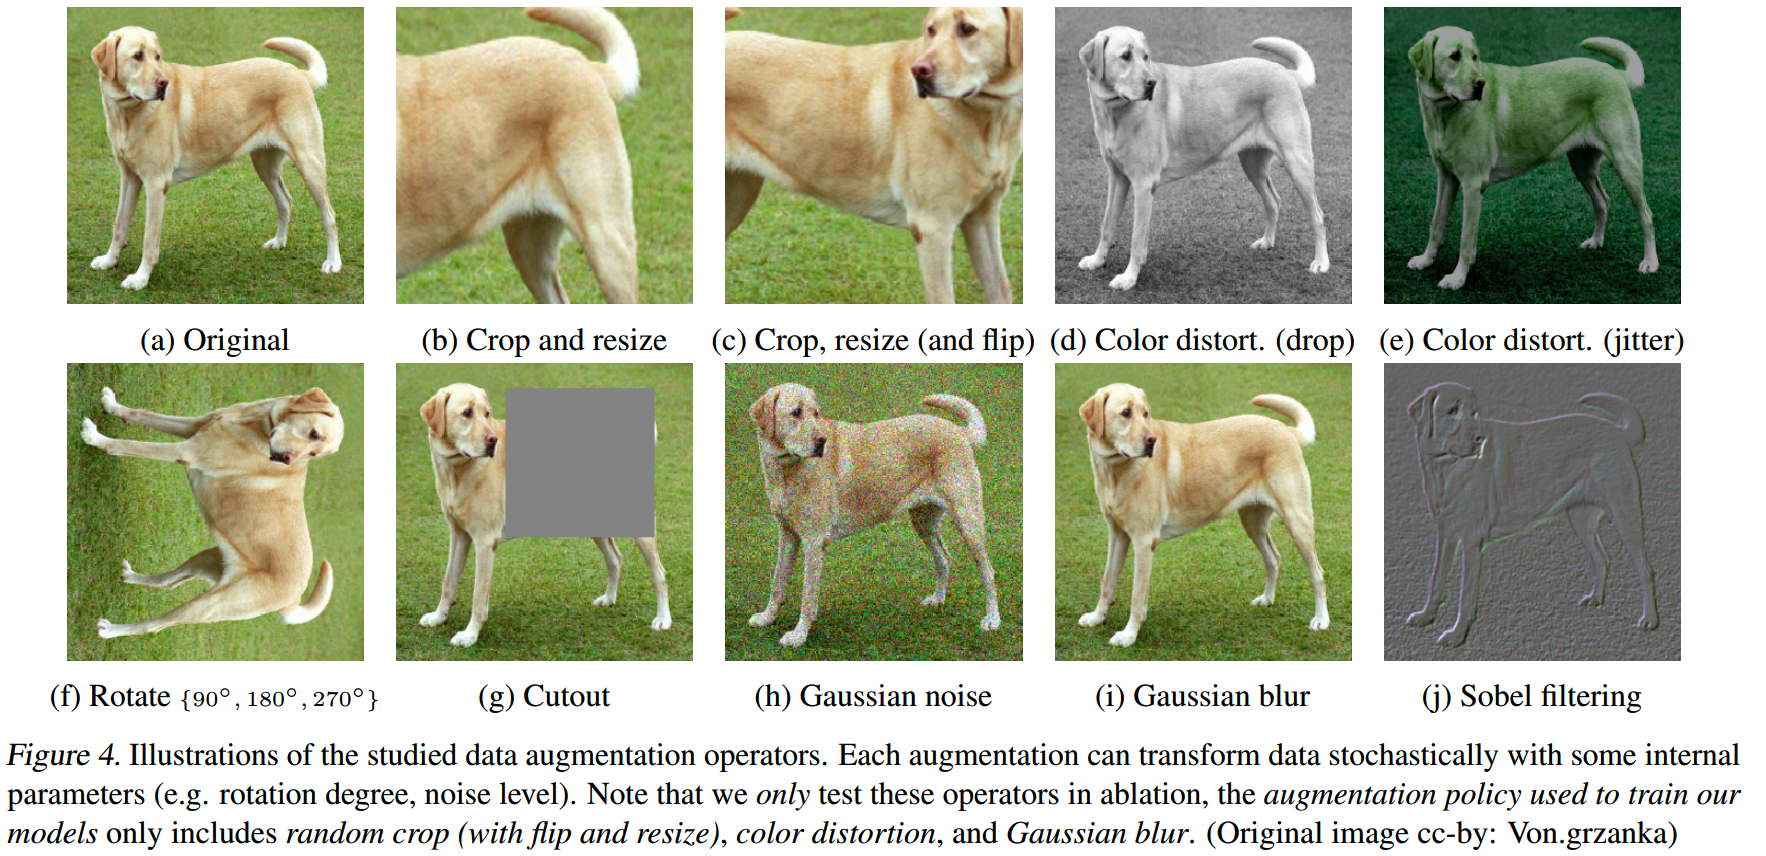 (a) Original
(b) Crop and resize
(c) Crop, resize (and flip)
(d) Color distort. (drop)
(e) Color distort. (jitter)
(f) Rotate {90°, 180°, 270°}
(g) Cutout
(h) Gaussian noise
(i) Gaussian blur
(j) Sobel filtering
Figure 4. Illustrations of the studied data augmentation operators. Each augmentation can transform data stochastically with some internal
parameters (e.g. rotation degree, noise level). Note that we only test these operators in ablation, the augmentation policy used to train our
models only includes random crop (with flip and resize), color distortion, and Gaussian blur. (Original image cc-by: Von.grzanka)